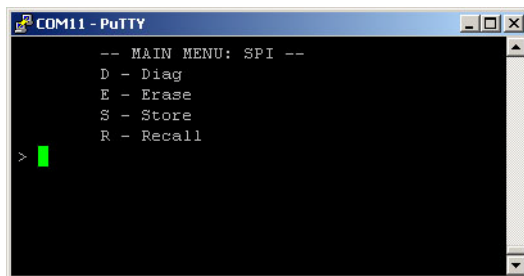 COM11 - PuTTY
-- MAIN MENU: SPI --
D - Diag
E - Erase
S - Store
R - Recall
>